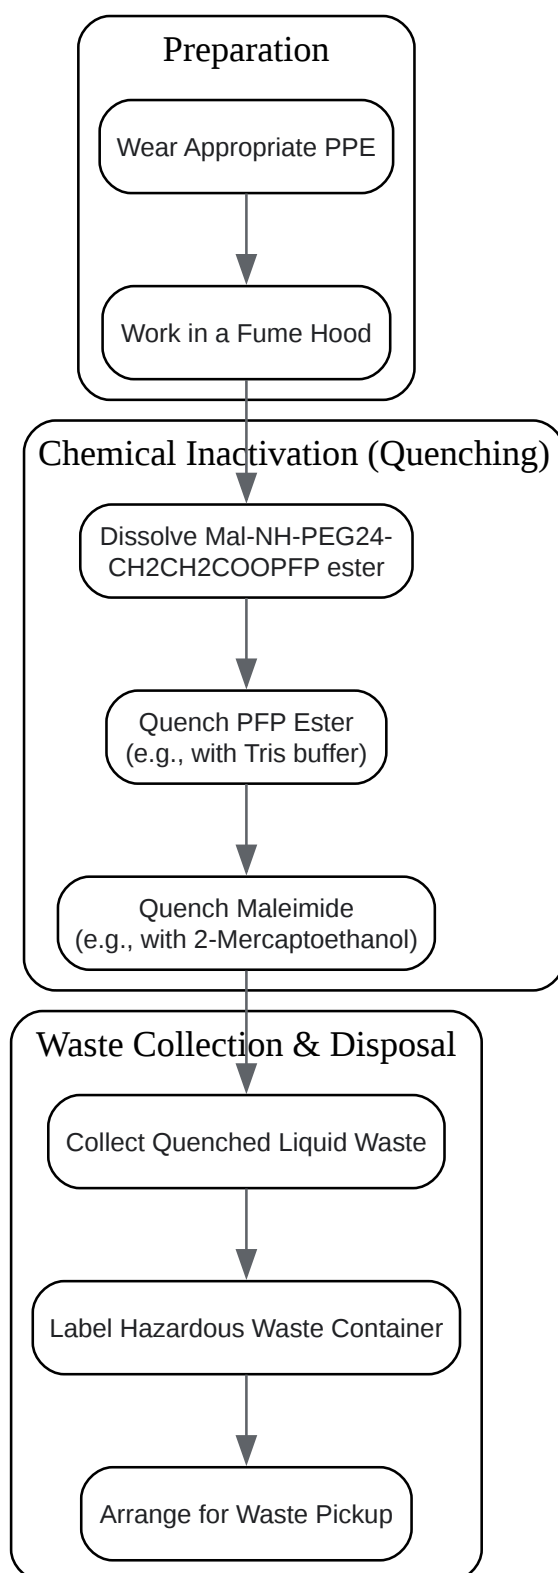 Preparation
Wear Appropriate PPE
Work in a Fume Hood
Chemical Inactivation (Quenching)
Dissolve Mal-NH-PEG24-
CH2CH2COOPFP ester
Quench PFP Ester
(e.g., with Tris buffer)
Quench Maleimide
(e.g., with 2-Mercaptoethanol)
Waste Collection & Disposal
Collect Quenched Liquid Waste
Label Hazardous Waste Container
Arrange for Waste Pickup